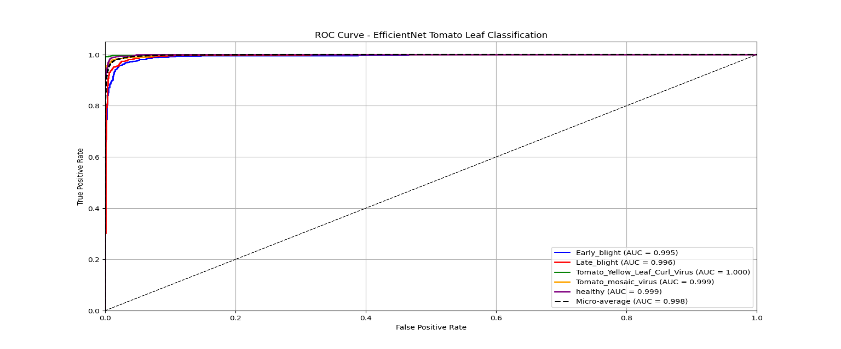 ROC Curve - EfficientNet Tomato Leaf Classification
1.0
0.8
0.6
0.4
0.2
0.0
True Positive Rate
Early_blight (AUC = 0.995)
Late_blight (AUC = 0.996)
Tomato_Yellow_Leaf_Curl_Virus (AUC = 1.000)
Tomato_mosaic_virus (AUC = 0.999)
healthy (AUC = 0.999)
Micro-average (AUC = 0.998)
0.0 0.2 0.4 0.6 0.8 1.0
False Positive Rate